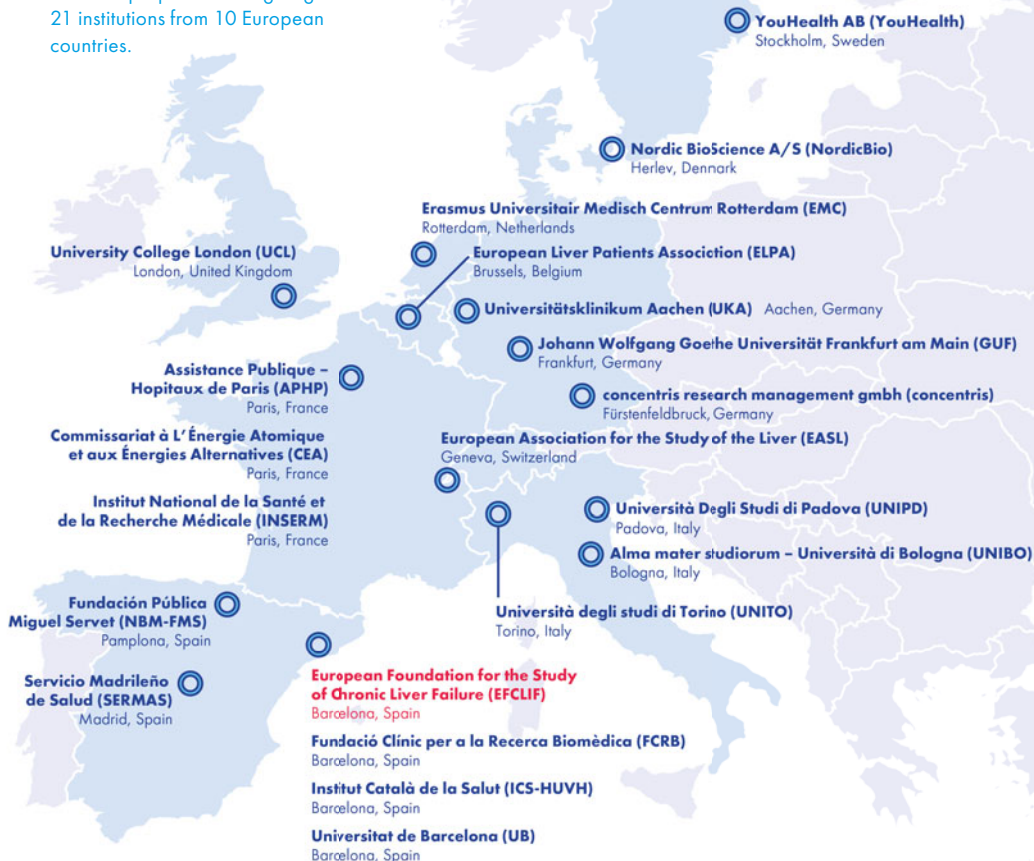 21 institutions from 10 European
countries.
YouHealth AB (YouHealth)
Stockholm, Sweden
Nordic BioScience A/S (NordicBio)
Herlev, Denmark
Erasmus Universitair Medisch Centrum Rotterdam (EMC)
Rotterdam, Netherlands
University College London (UCL)
London, United Kingdom
European Liver Patients Association (ELPA)
Brussels, Belgium
Universitätsklinikum Aachen (UKA) Aachen, Germany
Johann Wolfgang Goethe Universität Frankfurt am Main (GUF)
Frankfurt, Germany
Assistance Publique –
Hopitaux de Paris (APHP)
Paris, France
concentris research management gmbh (concentris)
Fürstenfeldbruck, Germany
Commissariat à L'Énergie Atomique
et aux Énergies Alternatives (CEA)
Paris, France
European Association for the Study of the Liver (EASL)
Geneva, Switzerland
Institut National de la Santé et
de la Recherche Médicale (INSERM)
Paris, France
Università Degli Studi di Padova (UNIPD)
Padova, Italy
Alma mater studiorum – Università di Bologna (UNIBO)
Bologna, Italy
Fundación Pública
Miguel Servet (NBM-FMS)
Pamplona, Spain
Università degli studi di Torino (UNITO)
Torino, Italy
Servicio Madrileño
de Salud (SERMAS)
Madrid, Spain
European Foundation for the Study
of Chronic Liver Failure (EFCLIF)
Barcelona, Spain
Fundació Clínic per a la Recerca Biomèdica (FCRB)
Barcelona, Spain
Institut Català de la Salut (ICS-HUVH)
Barcelona, Spain
Universitat de Barcelona (UB)
Barcelona, Spain